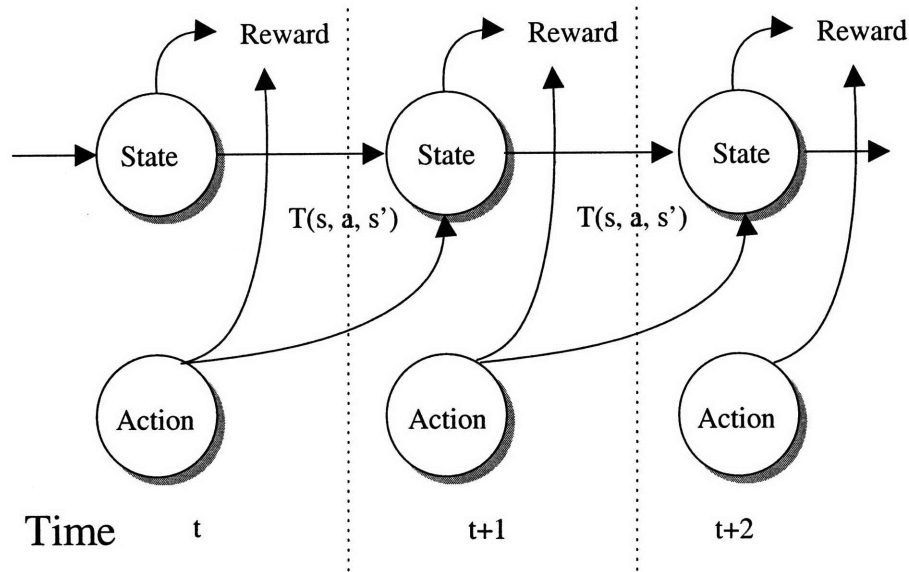 Reward Reward Reward
State State State
T(s, a, s’) T(s, a, s’)
Action Action Action
Time t t+1 t+2